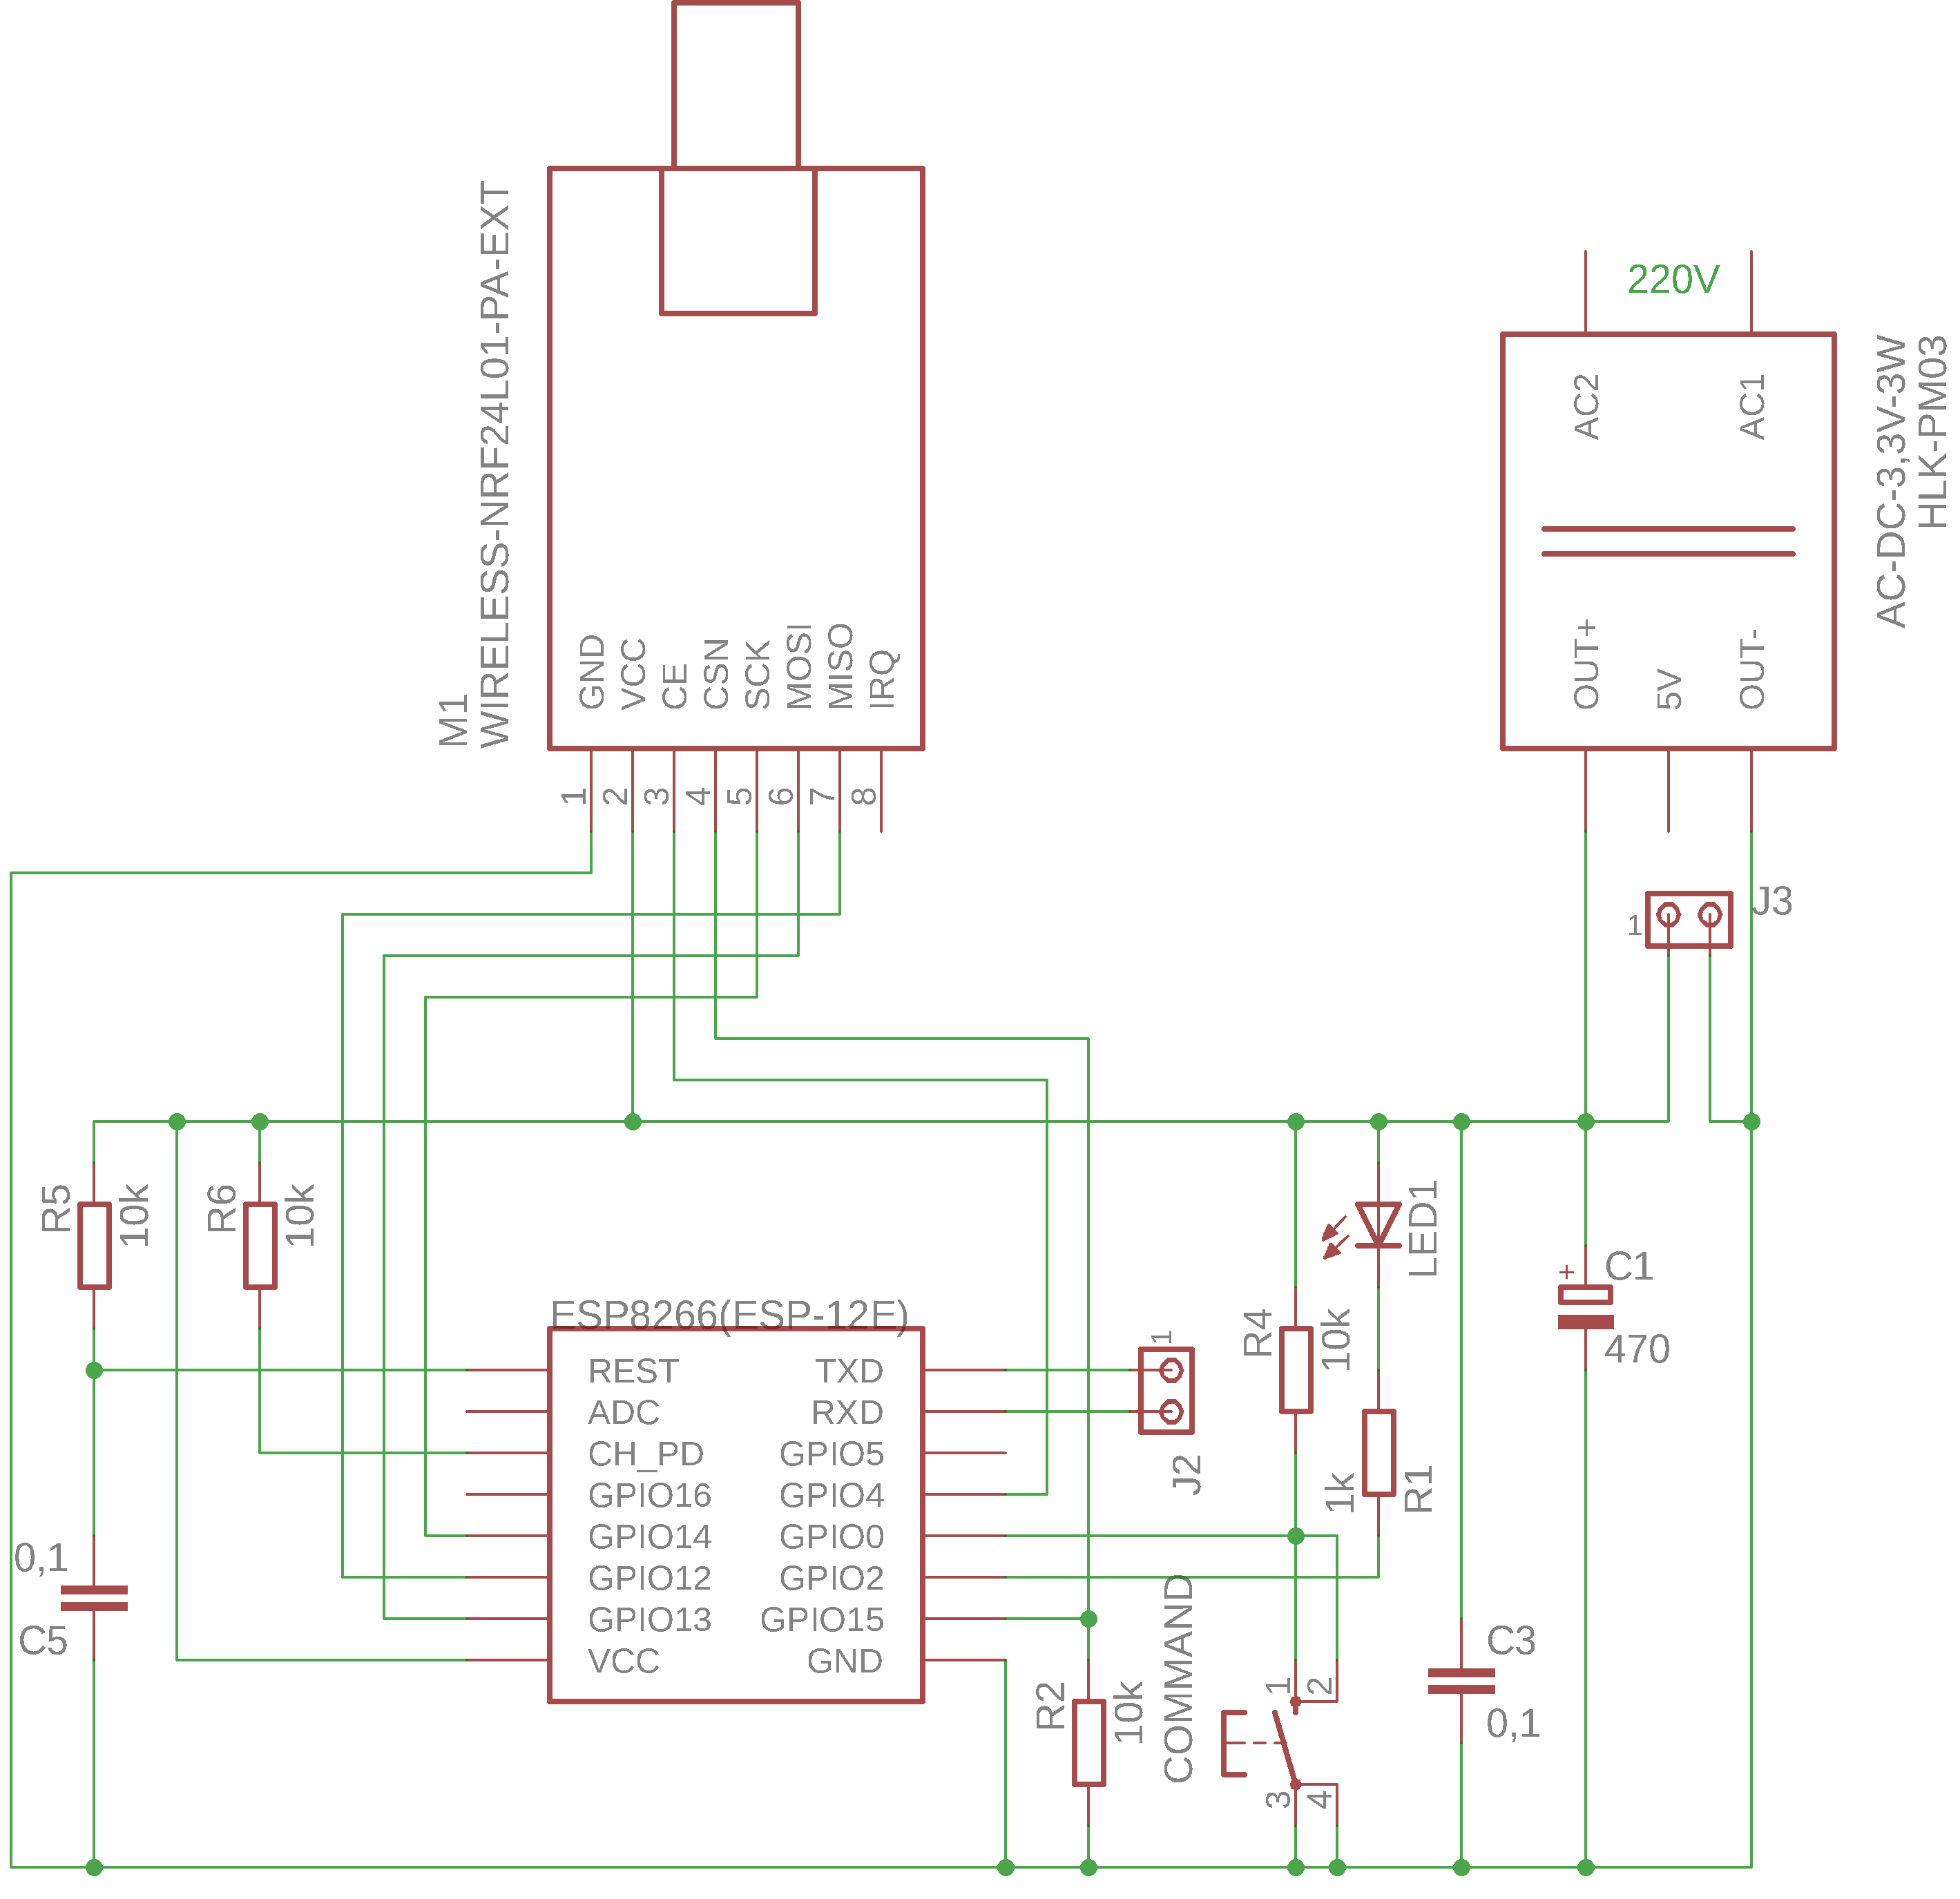 M1
WIRELESS-NRF24L01-PA-EXT
GND
VCC
CE
CSN
SCK
MOSI
MISO
IRQ
1
2
3
4
5
6
7
8
220V
AC2
AC1
OUT+
5V
OUT-
AC-DC-3,3V-3W
HLK-PM03
1
J3
R5
10k
R6
10k
ESP8266(ESP-12E)
REST
ADC
CH_PD
GPIO16
GPIO14
GPIO12
GPIO13
VCC
TXD
RXD
GPIO5
GPIO4
GPIO0
GPIO2
GPIO15
GND
1
J2
R4
10k
LED1
1k
R1
+
C1
470
0,1
C5
R2
10k
COMMAND
1
2
3
4
C3
0,1